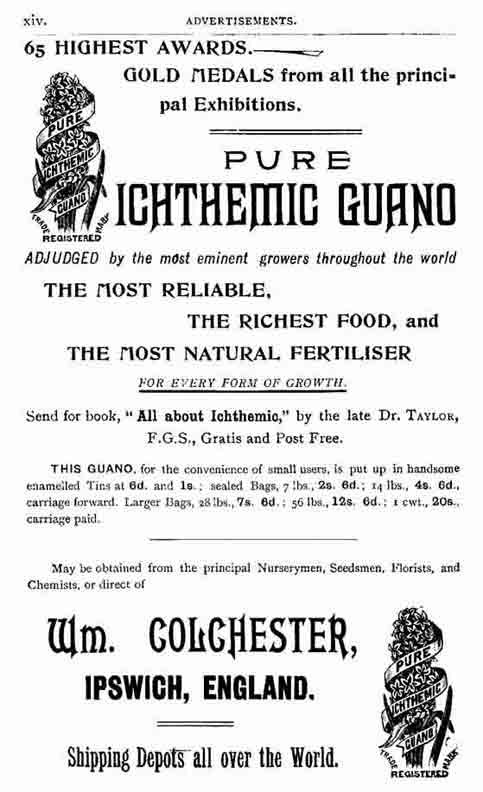 xiv. ADVERTISEMENTS.
65 HIGHEST AWARDS.
GOLD MEDALS from all the princi-
pal Exhibitions.
PURE
ICHTHEMIC
GUANO
TRADE MARK
REGISTERED
PURE
ICHTHEMIC GUANO
ADJUDGED by the most eminent growers throughout the world
THE MOST RELIABLE,
THE RICHEST FOOD, and
THE MOST NATURAL FERTILISER
FOR EVERY FORM OF GROWTH.
Send for book, "All about Ichthemic," by the late Dr. TAYLOR,
F.G.S., Gratis and Post Free.
THIS GUANO, for the convenience of small users, is put up in handsome
enamelled Tins at 6d. and 1s.; sealed Bags, 7 lbs., 2s. 6d.; 14 lbs., 4s. 6d.,
carriage forward. Larger Bags, 28 lbs., 7s. 6d.; 56 lbs., 12s. 6d.; 1 cwt., 20s.,
carriage paid.
May be obtained from the principal Nurserymen, Seedsmen, Florists, and
Chemists, or direct of
Wm. COLCHESTER,
IPSWICH, ENGLAND.
Shipping Depots all over the World.
PURE
ICHTHEMIC
GUANO
TRADE MARK
REGISTERED